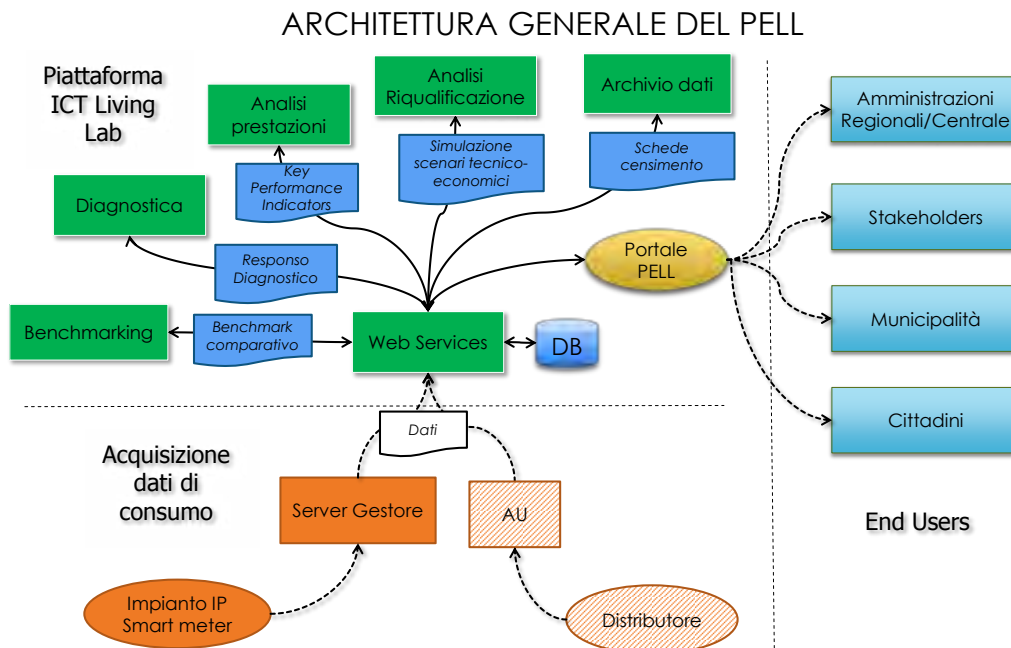 ARCHITETTURA GENERALE DEL PELL
Piattaforma
ICT Living
Lab
Analisi
prestazioni
Analisi
Riqualificazione
Archivio dati
Amministrazioni
Regionali/Centrale
Key
Performance
Indicators
Simulazione
scenari tecnico-
economici
Schede
censimento
Diagnostica
Stakeholders
Responso
Diagnostico
Portale
PELL
Benchmarking
Benchmark
comparativo
Web Services
DB
Municipalità
Cittadini
Dati
Acquisizione
dati di
consumo
Server Gestore
AU
End Users
Impianto IP
Smart meter
Distributore